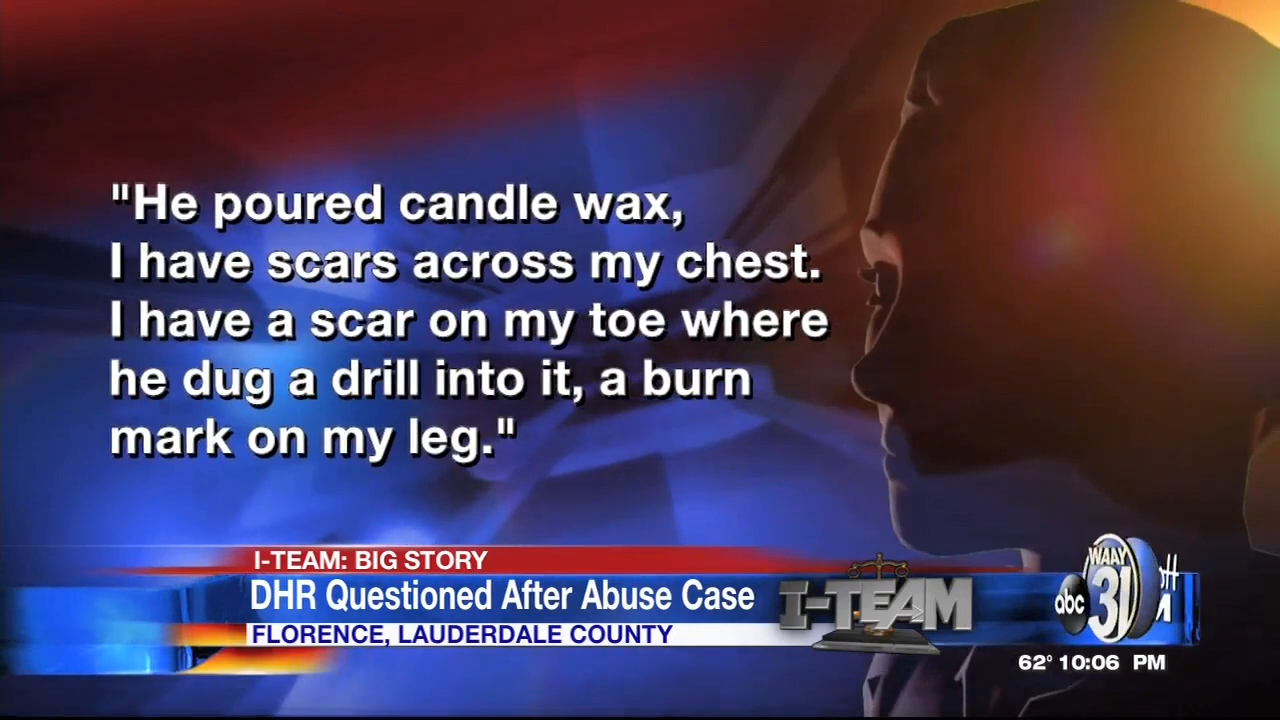 "He poured candle wax,
I have scars across my chest.
I have a scar on my toe where
he dug a drill into it, a burn
mark on my leg."
I-TEAM: BIG STORY
DHR Questioned After Abuse Case
FLORENCE, LAUDERDALE COUNTY
I-TEAM
WAAY
abc 31
62° 10:06 PM